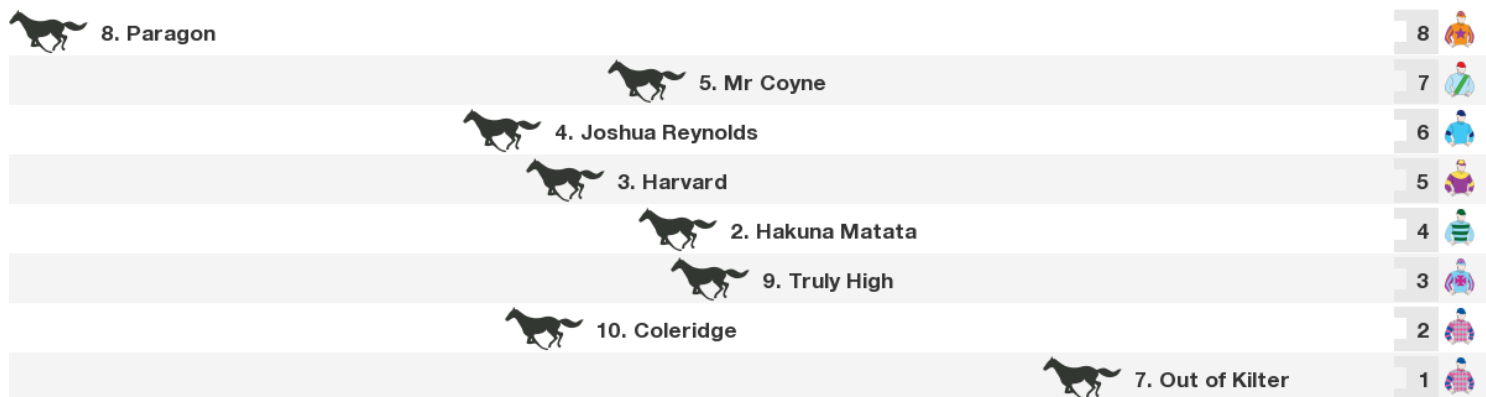 8. Paragon 8
5. Mr Coyne 7
4. Joshua Reynolds 6
3. Harvard 5
2. Hakuna Matata 4
9. Truly High 3
10. Coleridge 2
7. Out of Kilter 1